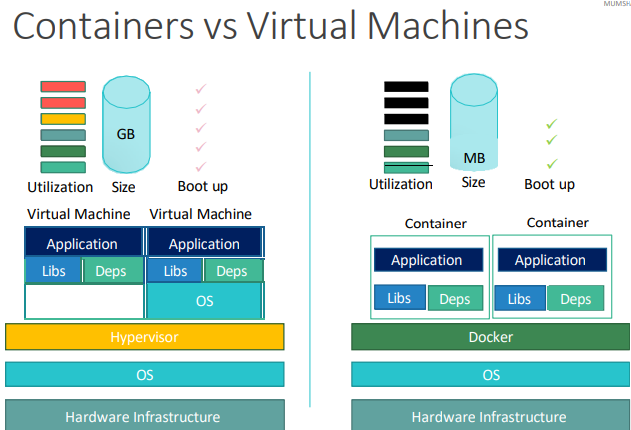 MUMSH
Containers vs Virtual Machines
GB
Utilization Size Boot up
Virtual Machine Virtual Machine
Application Application
Libs Deps Libs Deps
OS
Hypervisor
OS
Hardware Infrastructure
MB
Utilization Size Boot up
Container Container
Application Application
Libs Deps Libs Deps
Docker
OS
Hardware Infrastructure